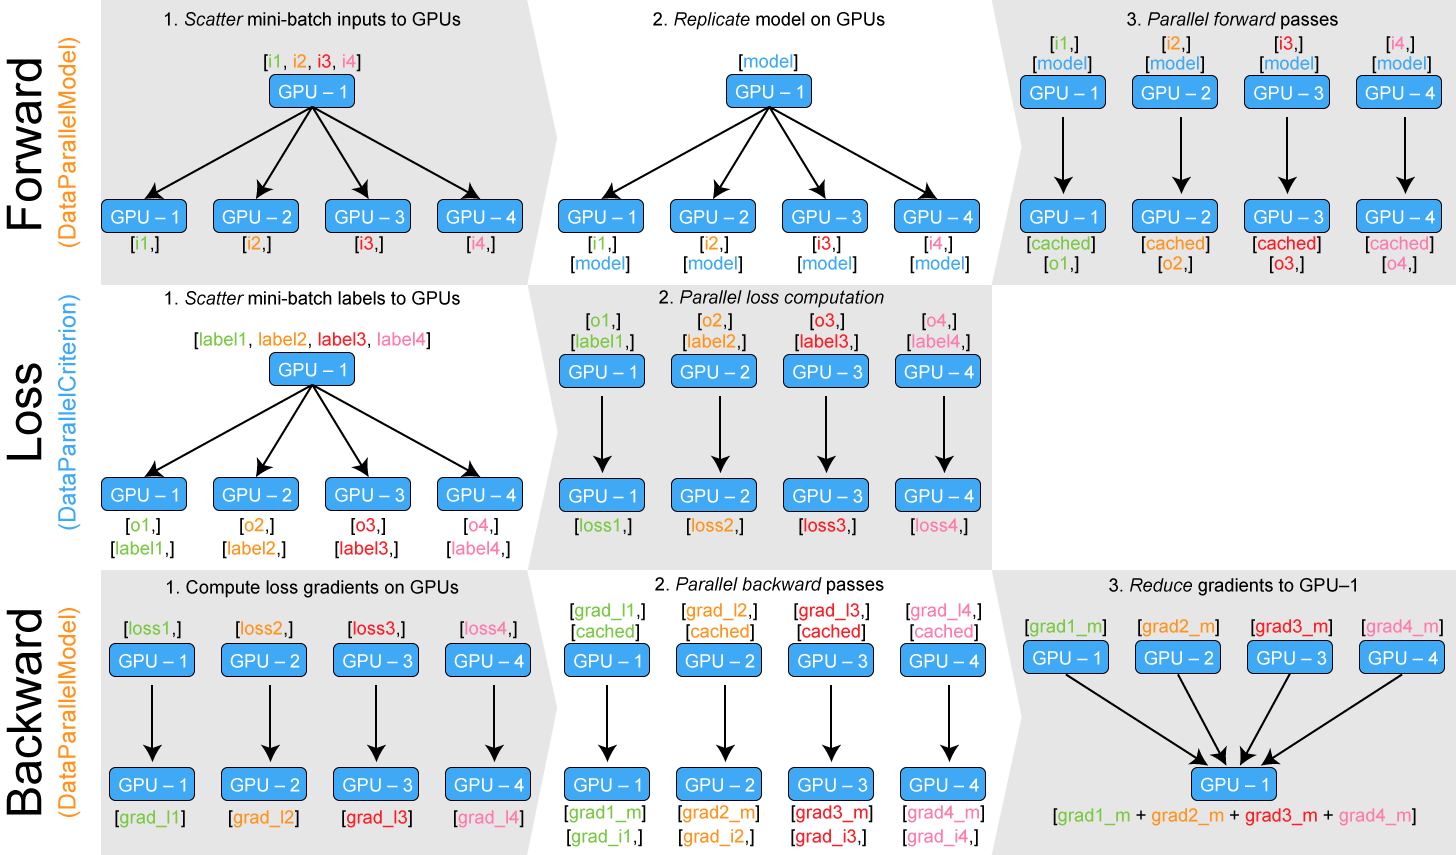 Forward
(DataParallelModel)
1. Scatter mini-batch inputs to GPUs
[i1, i2, i3, i4]
GPU – 1
GPU – 1 GPU – 2 GPU – 3 GPU – 4
[i1,] [i2,] [i3,] [i4,]
2. Replicate model on GPUs
[model]
GPU – 1
GPU – 1 GPU – 2 GPU – 3 GPU – 4
[i1,] [i2,] [i3,] [i4,]
[model] [model] [model] [model]
3. Parallel forward passes
[i1,] [i2,] [i3,] [i4,]
[model] [model] [model] [model]
GPU – 1 GPU – 2 GPU – 3 GPU – 4
GPU – 1 GPU – 2 GPU – 3 GPU – 4
[cached] [cached] [cached] [cached]
[o1,] [o2,] [o3,] [o4,]
Loss
(DataParallelCriterion)
1. Scatter mini-batch labels to GPUs
[label1, label2, label3, label4]
GPU – 1
GPU – 1 GPU – 2 GPU – 3 GPU – 4
[o1,] [o2,] [o3,] [o4,]
[label1,] [label2,] [label3,] [label4,]
2. Parallel loss computation
[o1,] [o2,] [o3,] [o4,]
[label1,] [label2,] [label3,] [label4,]
GPU – 1 GPU – 2 GPU – 3 GPU – 4
GPU – 1 GPU – 2 GPU – 3 GPU – 4
[loss1,] [loss2,] [loss3,] [loss4,]
Backward
(DataParallelModel)
1. Compute loss gradients on GPUs
[loss1,] [loss2,] [loss3,] [loss4,]
GPU – 1 GPU – 2 GPU – 3 GPU – 4
GPU – 1 GPU – 2 GPU – 3 GPU – 4
[grad_l1] [grad_l2] [grad_l3] [grad_l4]
2. Parallel backward passes
[grad_l1,] [grad_l2,] [grad_l3,] [grad_l4,]
[cached] [cached] [cached] [cached]
GPU – 1 GPU – 2 GPU – 3 GPU – 4
GPU – 1 GPU – 2 GPU – 3 GPU – 4
[grad1_m] [grad2_m] [grad3_m] [grad4_m]
[grad_i1,] [grad_i2,] [grad_i3,] [grad_i4,]
3. Reduce gradients to GPU–1
[grad1_m] [grad2_m] [grad3_m] [grad4_m]
GPU – 1 GPU – 2 GPU – 3 GPU – 4
GPU – 1
[grad1_m + grad2_m + grad3_m + grad4_m]